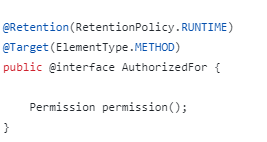 @Retention(RetentionPolicy.RUNTIME)
@Target(ElementType.METHOD)
public @interface AuthorizedFor {
Permission permission();
}